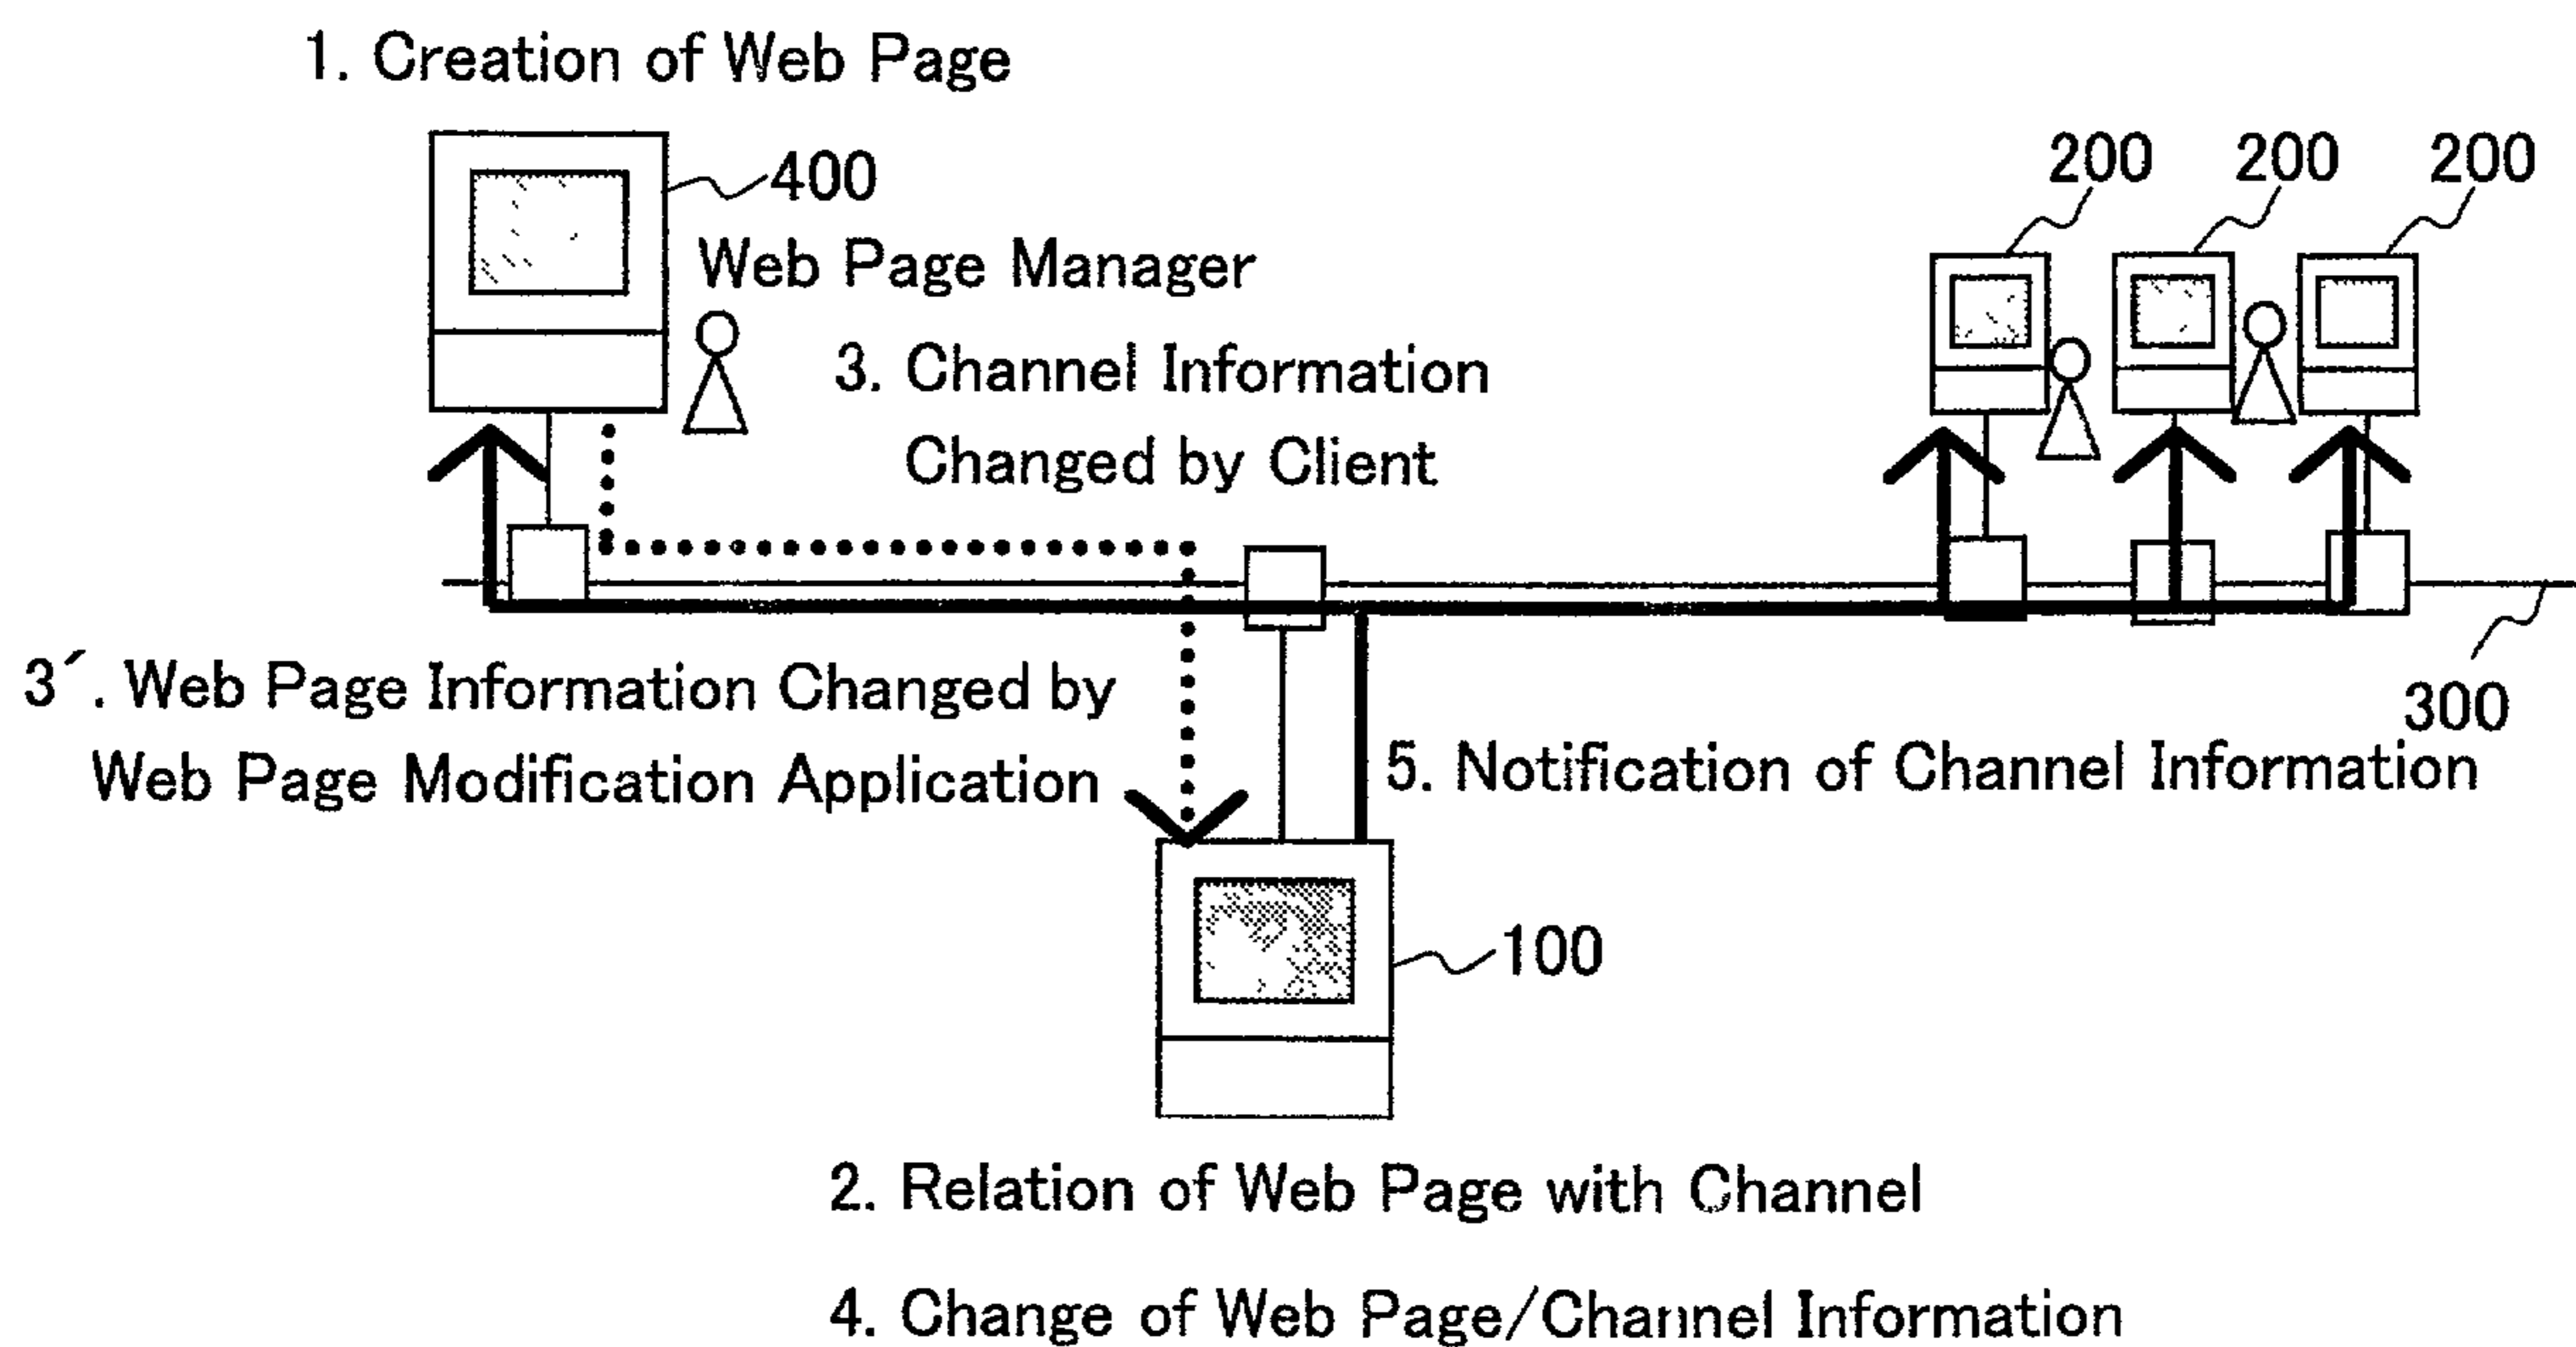 1. Creation of Web Page
400
200 200 200
Web Page Manager
3. Channel Information
Changed by Client
3´. Web Page Information Changed by
Web Page Modification Application
300
5. Notification of Channel Information
100
2. Relation of Web Page with Channel
4. Change of Web Page/Channel Information